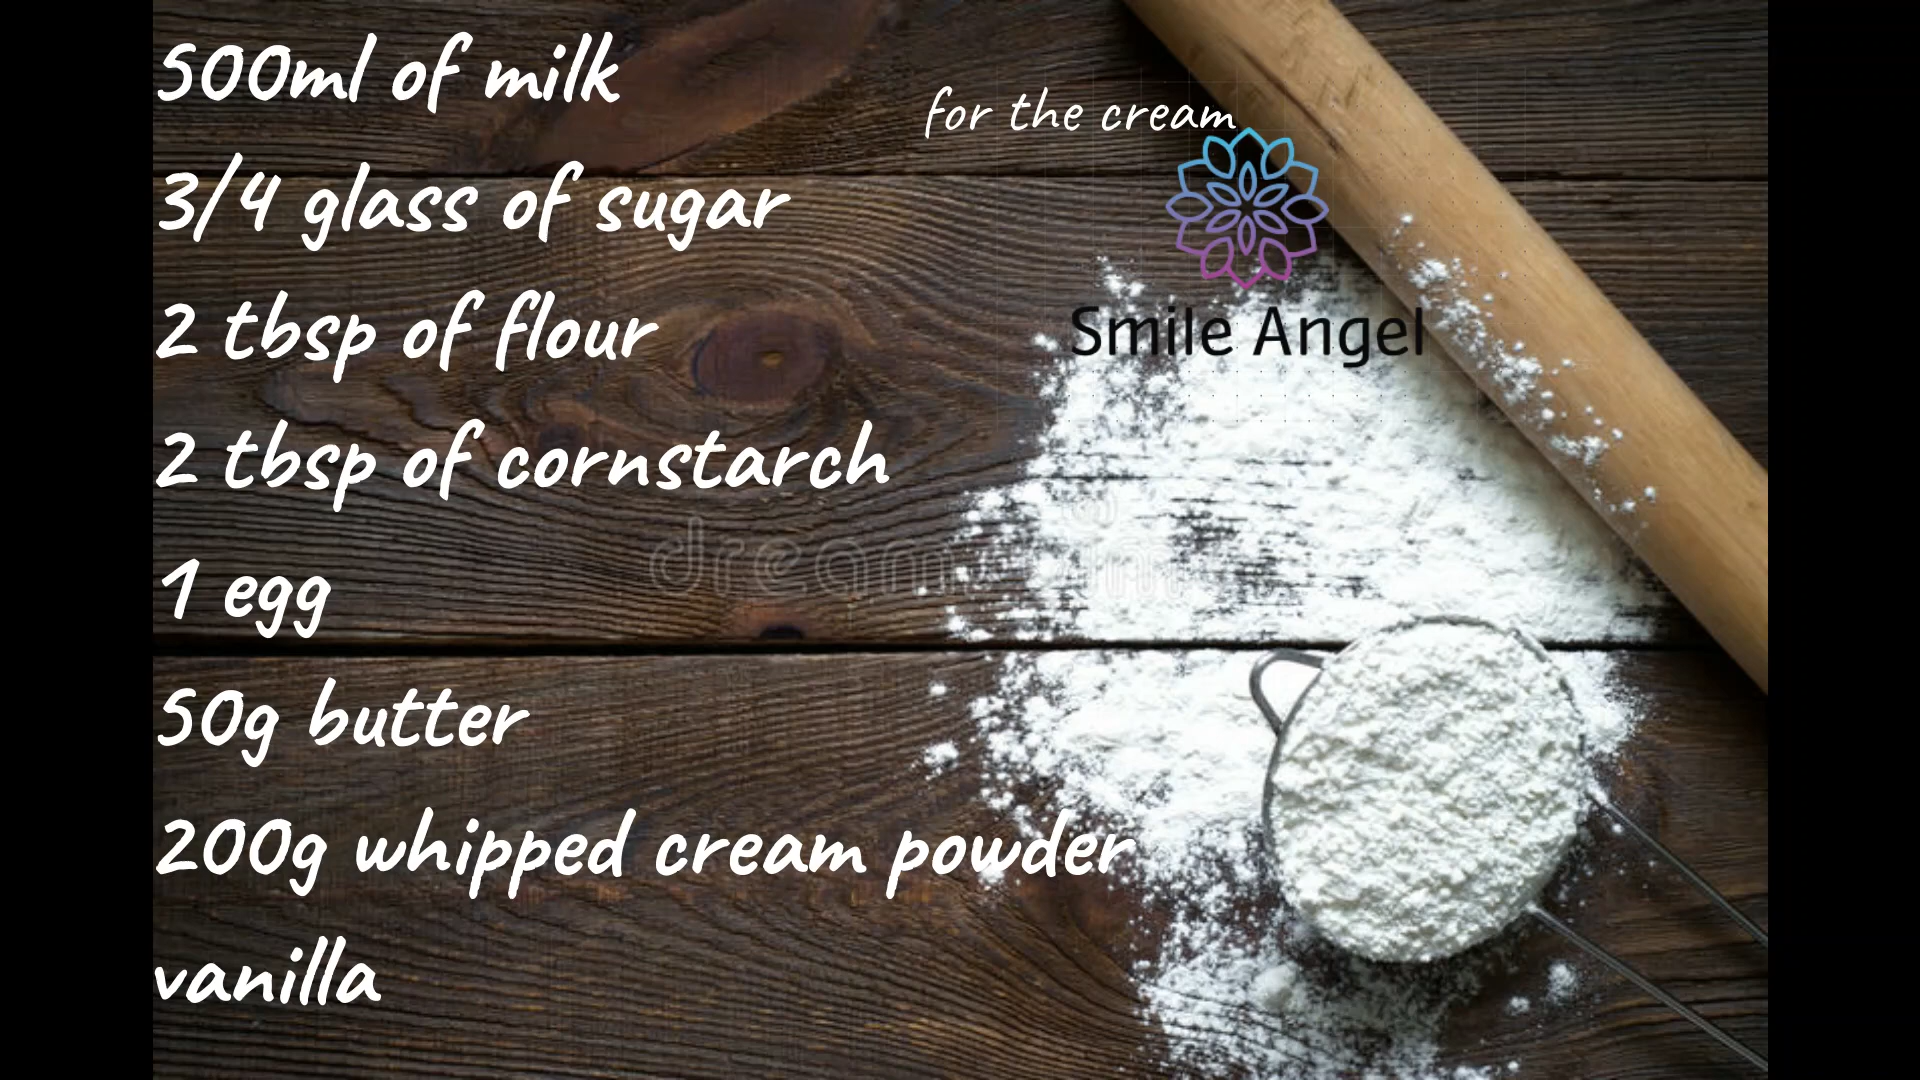 500ml of milk
for the cream
3/4 glass of sugar
Smile Angel
2 tbsp of flour
2 tbsp of cornstarch
1 egg
50g butter
200g whipped cream powder
vanilla